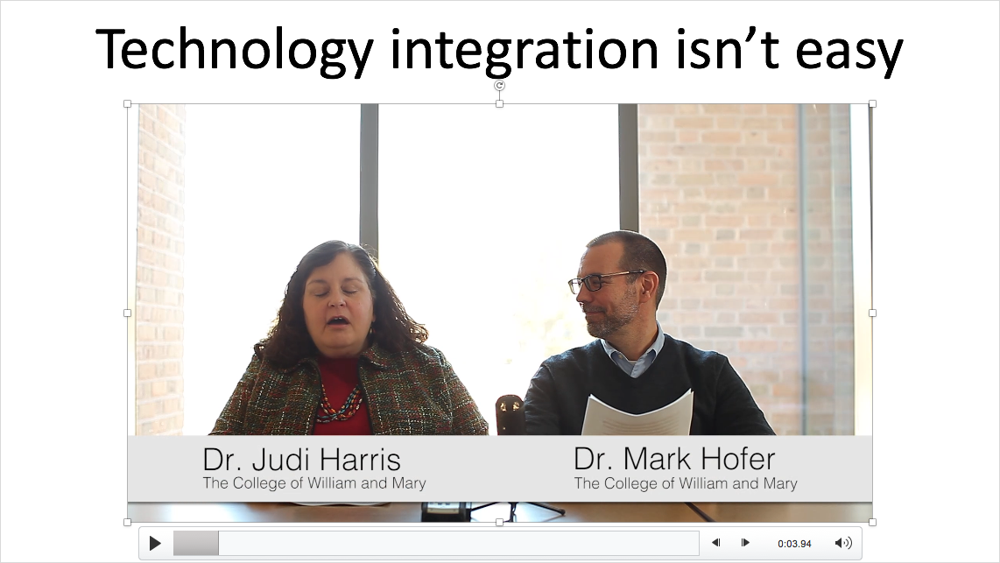 Technology integration isn’t easy
Dr. Judi Harris
The College of William and Mary
Dr. Mark Hofer
The College of William and Mary
0:03.94